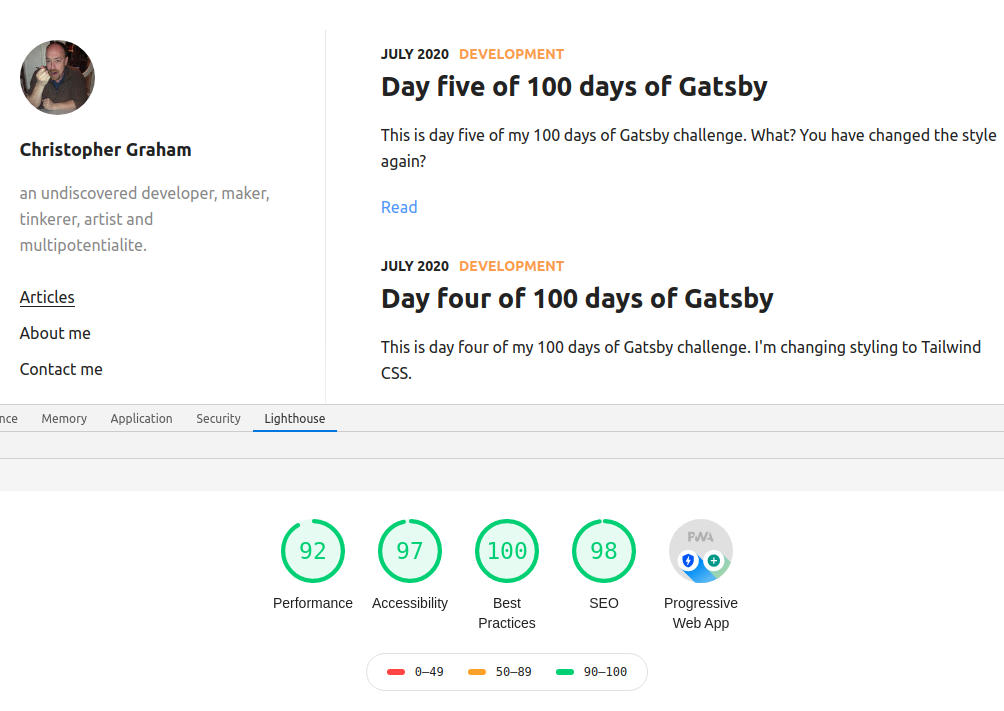 Christopher Graham
an undiscovered developer, maker,
tinkerer, artist and
multipotentialite.
Articles
About me
Contact me
JULY 2020 DEVELOPMENT
Day five of 100 days of Gatsby
This is day five of my 100 days of Gatsby challenge. What? You have changed the style
again?
Read
JULY 2020 DEVELOPMENT
Day four of 100 days of Gatsby
This is day four of my 100 days of Gatsby challenge. I'm changing styling to Tailwind
CSS.
nce Memory Application Security Lighthouse
92 97 100 98 PWA
Performance Accessibility Best Practices SEO Progressive Web App
0–49 50–89 90–100